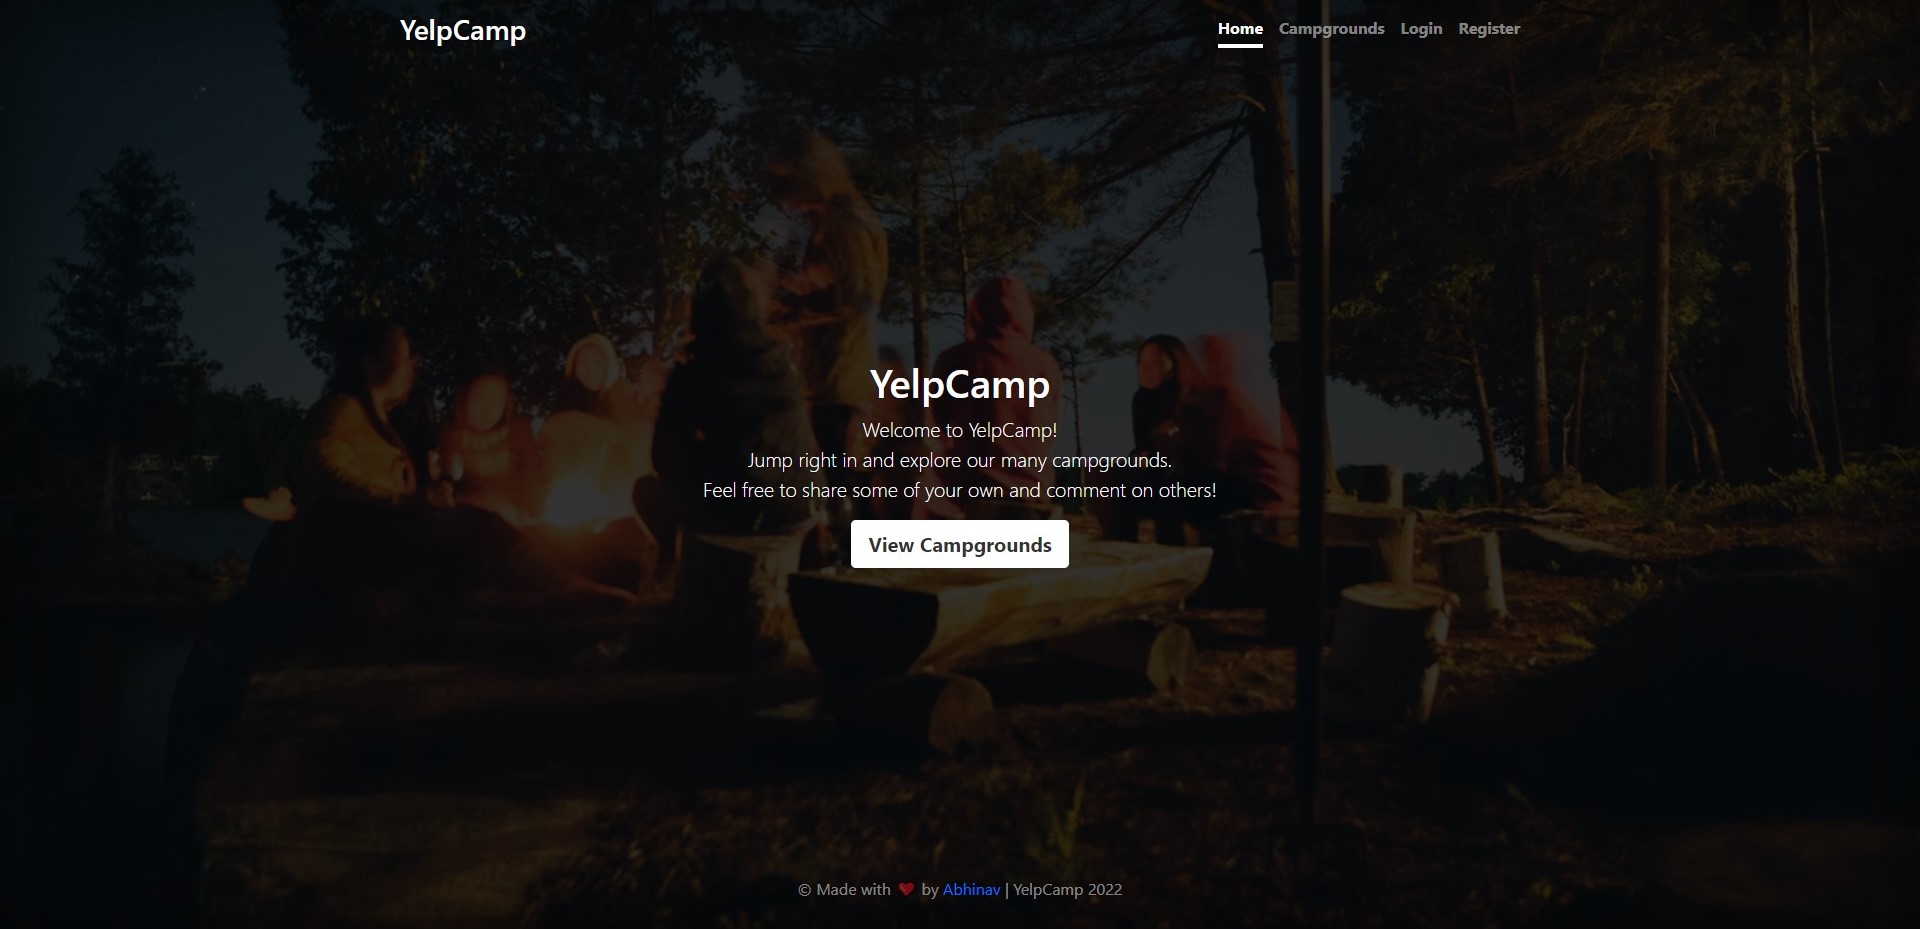 YelpCamp
Home Campgrounds Login Register
YelpCamp
Welcome to YelpCamp!
Jump right in and explore our many campgrounds.
Feel free to share some of your own and comment on others!
View Campgrounds
© Made with ❤ by Abhinav | YelpCamp 2022